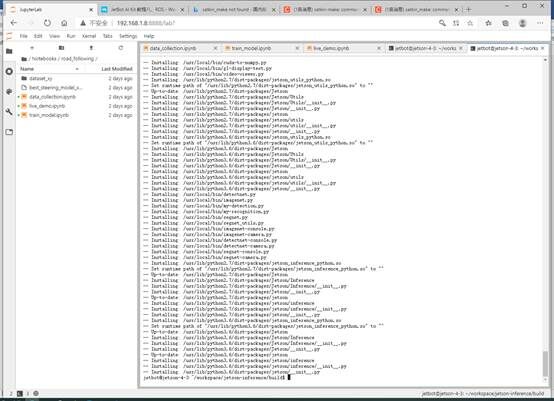 JupyterLab
JetBot AI Kit 教程八、ROS - W
catkin_make not found - 国内版
(1条消息) catkin_make: comm
(1条消息) catkin_make: comm
不安全 192.168.1.8:8888/lab?
File Edit View Run Kernel Tabs Settings Help
/ Notebooks / road_following /
Name Last Modified
dataset_xy 2 days ago
best_steering_model_x... 2 days ago
data_collection.ipynb 2 days ago
live_demo.ipynb 2 days ago
train_model.ipynb 2 days ago
data_collection.ipynb
train_model.ipynb
live_demo.ipynb
jetbot@jetson-4-3: ~/works
jetbot@jetson-4-3: ~/works
-- Installing: /usr/local/bin/cuda-to-numpy.py
-- Installing: /usr/local/bin/gl-display-test.py
-- Installing: /usr/local/bin/video-viewer.py
-- Installing: /usr/lib/python2.7/dist-packages/jetson_utils_python.so
-- Set runtime path of "/usr/lib/python2.7/dist-packages/jetson_utils_python.so" to ""
-- Up-to-date: /usr/lib/python2.7/dist-packages/Jetson
-- Installing: /usr/lib/python2.7/dist-packages/Jetson/Utils
-- Installing: /usr/lib/python2.7/dist-packages/Jetson/Utils/__init__.py
-- Installing: /usr/lib/python2.7/dist-packages/Jetson/__init__.py
-- Up-to-date: /usr/lib/python2.7/dist-packages/jetson
-- Installing: /usr/lib/python2.7/dist-packages/jetson/utils
-- Installing: /usr/lib/python2.7/dist-packages/jetson/utils/__init__.py
-- Installing: /usr/lib/python2.7/dist-packages/jetson/__init__.py
-- Installing: /usr/lib/python3.6/dist-packages/jetson_utils_python.so
-- Set runtime path of "/usr/lib/python3.6/dist-packages/jetson_utils_python.so" to ""
-- Installing: /usr/lib/python3.6/dist-packages/Jetson
-- Installing: /usr/lib/python3.6/dist-packages/Jetson/Utils
-- Installing: /usr/lib/python3.6/dist-packages/Jetson/Utils/__init__.py
-- Installing: /usr/lib/python3.6/dist-packages/Jetson/__init__.py
-- Installing: /usr/lib/python3.6/dist-packages/jetson
-- Installing: /usr/lib/python3.6/dist-packages/jetson/utils
-- Installing: /usr/lib/python3.6/dist-packages/jetson/utils/__init__.py
-- Installing: /usr/lib/python3.6/dist-packages/jetson/__init__.py
-- Installing: /usr/local/bin/detectnet.py
-- Installing: /usr/local/bin/imagenet.py
-- Installing: /usr/local/bin/my-detection.py
-- Installing: /usr/local/bin/my-recognition.py
-- Installing: /usr/local/bin/segnet.py
-- Installing: /usr/local/bin/segnet_utils.py
-- Installing: /usr/local/bin/imagenet-console.py
-- Installing: /usr/local/bin/imagenet-camera.py
-- Installing: /usr/local/bin/detectnet-console.py
-- Installing: /usr/local/bin/detectnet-camera.py
-- Installing: /usr/local/bin/segnet-console.py
-- Installing: /usr/local/bin/segnet-camera.py
-- Installing: /usr/lib/python2.7/dist-packages/jetson_inference_python.so
-- Set runtime path of "/usr/lib/python2.7/dist-packages/jetson_inference_python.so" to ""
-- Up-to-date: /usr/lib/python2.7/dist-packages/Jetson
-- Installing: /usr/lib/python2.7/dist-packages/Jetson/Inference
-- Installing: /usr/lib/python2.7/dist-packages/Jetson/Inference/__init__.py
-- Installing: /usr/lib/python2.7/dist-packages/Jetson/__init__.py
-- Up-to-date: /usr/lib/python2.7/dist-packages/jetson
-- Installing: /usr/lib/python2.7/dist-packages/jetson/inference
-- Installing: /usr/lib/python2.7/dist-packages/jetson/inference/__init__.py
-- Installing: /usr/lib/python2.7/dist-packages/jetson/__init__.py
-- Installing: /usr/lib/python3.6/dist-packages/jetson_inference_python.so
-- Set runtime path of "/usr/lib/python3.6/dist-packages/jetson_inference_python.so" to ""
-- Up-to-date: /usr/lib/python3.6/dist-packages/Jetson
-- Installing: /usr/lib/python3.6/dist-packages/Jetson/Inference
-- Installing: /usr/lib/python3.6/dist-packages/Jetson/Inference/__init__.py
-- Installing: /usr/lib/python3.6/dist-packages/Jetson/__init__.py
-- Up-to-date: /usr/lib/python3.6/dist-packages/jetson
-- Installing: /usr/lib/python3.6/dist-packages/jetson/inference
-- Installing: /usr/lib/python3.6/dist-packages/jetson/inference/__init__.py
-- Installing: /usr/lib/python3.6/dist-packages/jetson/__init__.py
jetbot@jetson-4-3:~/workspace/jetson-inference/build$
2 3
jetbot@jetson-4-3: ~/workspace/jetson-inference/build